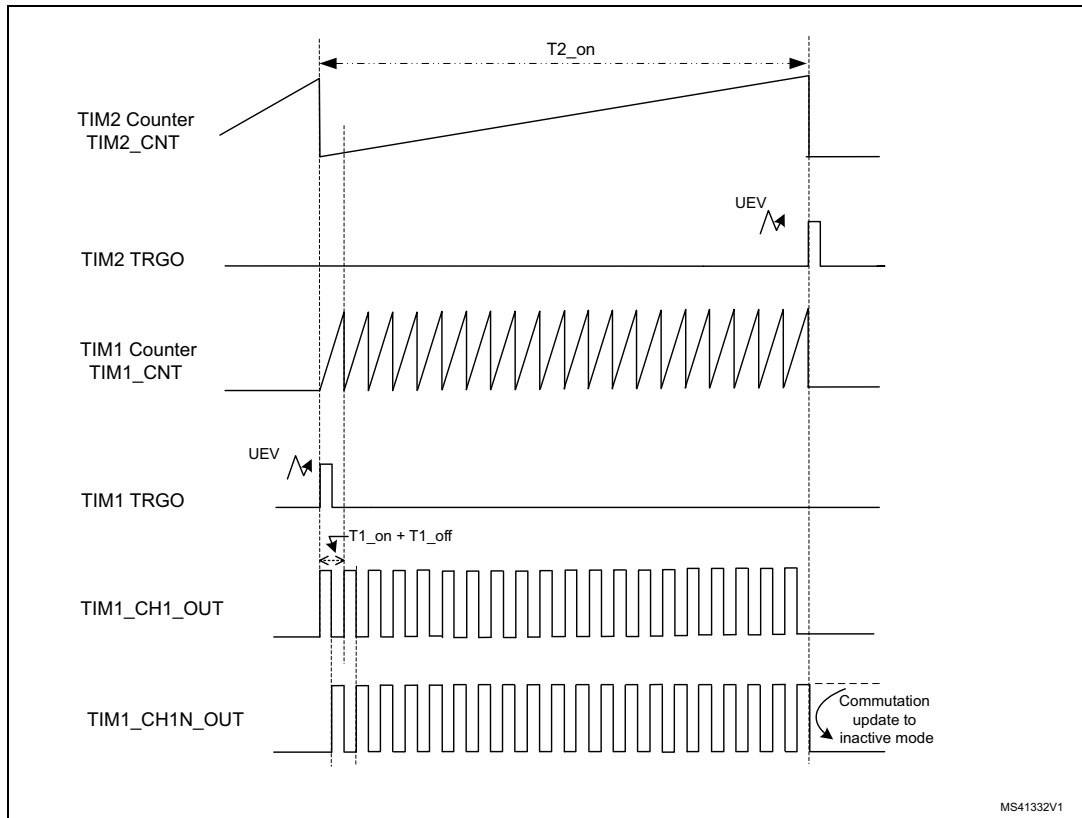 T2_on
TIM2 Counter
TIM2_CNT
UEV
TIM2 TRGO
TIM1 Counter
TIM1_CNT
UEV
TIM1 TRGO
T1_on + T1_off
TIM1_CH1_OUT
TIM1_CH1N_OUT
Commutation
update to
inactive mode
MS41332V1